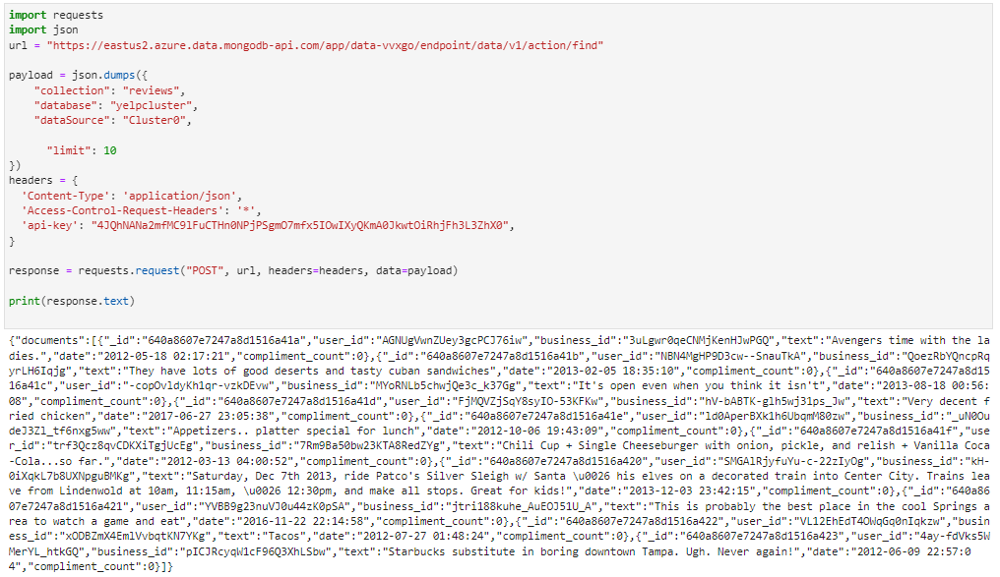 import requests
import json
url = "https://eastus2.azure.data.mongodb-api.com/app/data-vvxgo/endpoint/data/v1/action/find"
payload = json.dumps({
"collection": "reviews",
"database": "yelpcluster",
"dataSource": "Cluster0",
"limit": 10
})
headers = {
'Content-Type': 'application/json',
'Access-Control-Request-Headers': '*',
'api-key': "4JQhNANa2mfMC9lFuCTHn0NPjPSgmO7mfx5IOwIXyQKmA0JkwtOiRhjFh3L3ZhX0",
}
response = requests.request("POST", url, headers=headers, data=payload)
print(response.text)
{"documents":[{"_id":"640a8607e7247a8d1516a41a","user_id":"AGNUgVwnZUey3gcPCJ76iw","business_id":"3uLgwr0qeCNMjKenHJwPGQ","text":"Avengers time with the la
dies.","date":"2012-05-18 02:17:21","compliment_count":0},{"_id":"640a8607e7247a8d1516a41b","user_id":"NBN4MgHP9D3cw--SnauTkA","business_id":"QoezRbYQncpRq
yrLH6Iqjg","text":"They have lots of good deserts and tasty cuban sandwiches","date":"2013-02-05 18:35:10","compliment_count":0},{"_id":"640a8607e7247a8d15
16a41c","user_id":"-copOvldyKh1qr-vzkDEvw","business_id":"MYoRNLb5chwjQe3c_k37Gg","text":"It's open even when you think it isn't","date":"2013-08-18 00:56:
08","compliment_count":0},{"_id":"640a8607e7247a8d1516a41d","user_id":"FjMQVZjSqY8syIO-53KFKw","business_id":"hV-bABTK-glh5wj31ps_Jw","text":"Very decent f
ried chicken","date":"2017-06-27 23:05:38","compliment_count":0},{"_id":"640a8607e7247a8d1516a41e","user_id":"ld0AperBXk1h6UbqmM80zw","business_id":"_uN0Ou
deJ3Zl_tf6nxg5ww","text":"Appetizers.. platter special for lunch","date":"2012-10-06 19:43:09","compliment_count":0},{"_id":"640a8607e7247a8d1516a41f","use
r_id":"trf3Qcz8qvCDKXiTgjUcEg","business_id":"7Rm9Ba50bw23KTA8RedZYg","text":"Chili Cup + Single Cheeseburger with onion, pickle, and relish + Vanilla Coca
-Cola...so far.","date":"2012-03-13 04:00:52","compliment_count":0},{"_id":"640a8607e7247a8d1516a420","user_id":"SMGAlRjyfuYu-c-22zIyOg","business_id":"kH-
0iXqkL7b8UXNpguBMKg","text":"Saturday, Dec 7th 2013, ride Patco's Silver Sleigh w/ Santa \u0026 his elves on a decorated train into Center City. Trains lea
ve from Lindenwold at 10am, 11:15am, \u0026 12:30pm, and make all stops. Great for kids!","date":"2013-12-03 23:42:15","compliment_count":0},{"_id":"640a86
07e7247a8d1516a421","user_id":"YVBB9g23nuVJ0u44zK0pSA","business_id":"jtri188kuhe_AuEOJ51U_A","text":"This is probably the best place in the cool Springs a
rea to watch a game and eat","date":"2016-11-22 22:14:58","compliment_count":0},{"_id":"640a8607e7247a8d1516a422","user_id":"VL12EhEdT4OWqGq0nIqkzw","busin
ess_id":"xODBZmX4EmlVvbqtKN7YKg","text":"Tacos","date":"2012-07-27 01:48:24","compliment_count":0},{"_id":"640a8607e7247a8d1516a423","user_id":"4ay-fdVks5W
MerYL_htkGQ","business_id":"pICJRcyqW1cF96Q3XhLSbw","text":"Starbucks substitute in boring downtown Tampa. Ugh. Never again!","date":"2012-06-09 22:57:0
4","compliment_count":0}]}